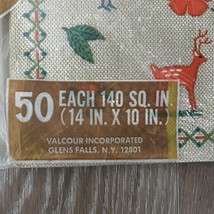 50 EACH 140 SQ. IN.
(14 IN. X 10 IN.)
VALCOUR INCORPORATED
GLENS FALLS, N.Y. 12801